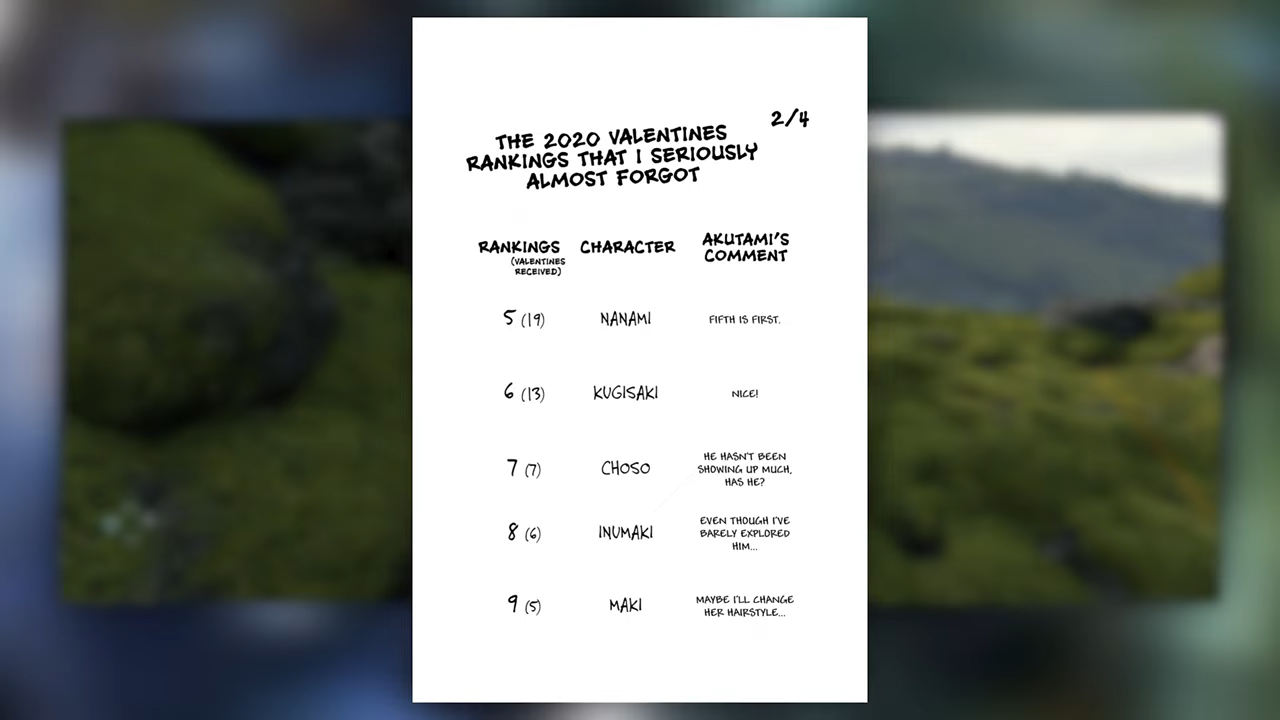 2/4
THE 2020 VALENTINES
RANKINGS THAT I SERIOUSLY
ALMOST FORGOT
RANKINGS
(VALENTINES
RECEIVED)
CHARACTER
AKUTAMI'S
COMMENT
5 (19)
NANAMI
FIFTH IS FIRST.
6 (13)
KUGISAKI
NICE!
7 (7)
CHOSO
HE HASN'T BEEN
SHOWING UP MUCH,
HAS HE?
8 (6)
INUMAKI
EVEN THOUGH I'VE
BARELY EXPLORED
HIM...
9 (5)
MAKI
MAYBE I'LL CHANGE
HER HAIRSTYLE...